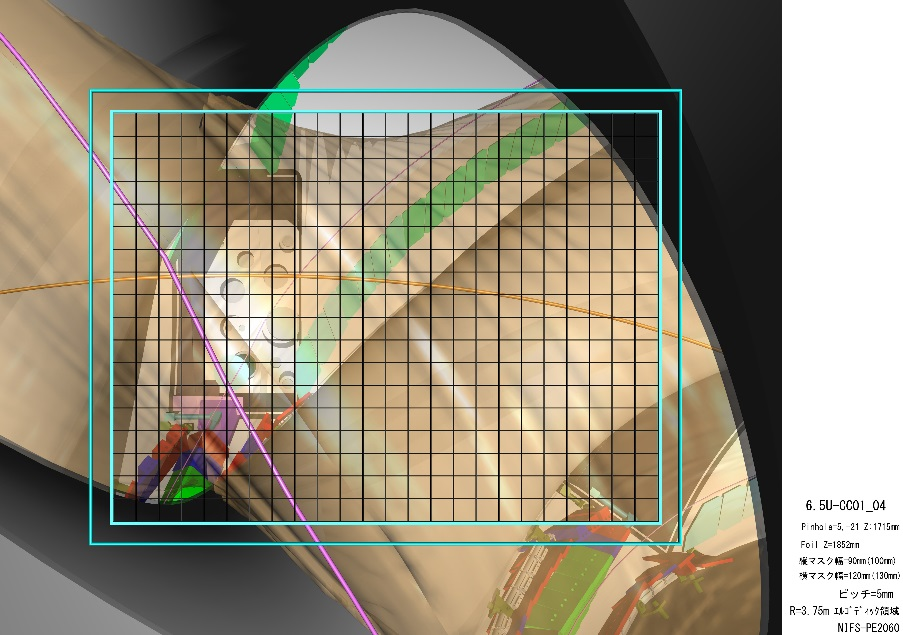 6.5U-CC01_04
Pinhole=5, -21 Z:1715mm
Foil Z=1852mm
縦マスク幅=90mm(100mm)
横マスク幅=120mm(130mm)
ピッチ=5mm
R=3.75m ｴﾙｺﾞﾃﾞｨｯｸ領域
NIFS-PE2060